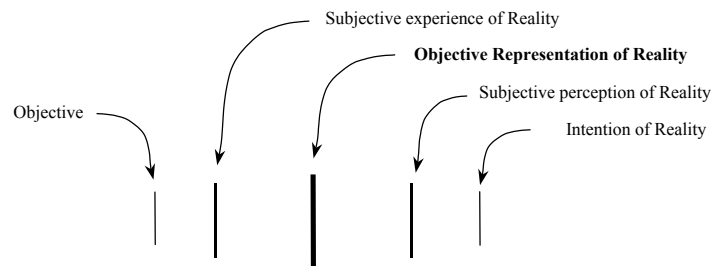 Subjective experience of Reality
Objective Representation of Reality
Subjective perception of Reality
Objective
Intention of Reality